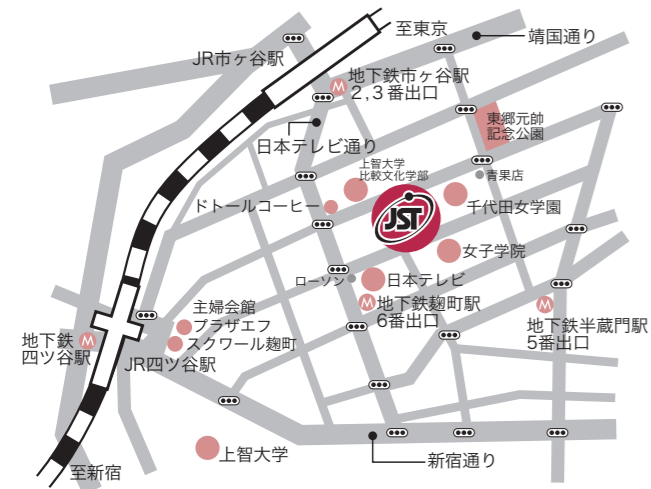 至東京
靖国通り
JR市ヶ谷駅
地下鉄市ヶ谷駅
2,3番出口
M
東郷元帥
記念公園
日本テレビ通り
上智大学
比較文化学部
青果店
ドトールコーヒー
JST
千代田女学園
女子学院
ローソン
日本テレビ
M
地下鉄麹町駅
6番出口
M
地下鉄半蔵門駅
5番出口
主婦会館
プラザエフ
スクワール麹町
地下鉄
四ツ谷駅
M
JR四ツ谷駅
上智大学
新宿通り
至新宿